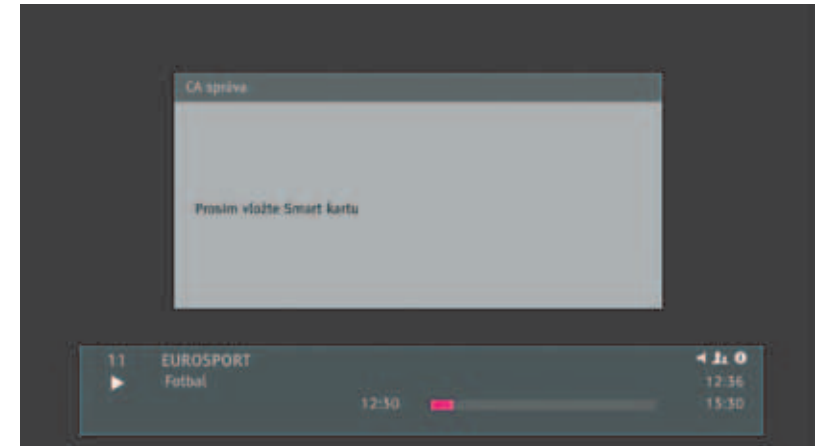 CA správa
Prosím vložte Smart kartu
11 EUROSPORT
Fotbal 12:36
12:30 13:30